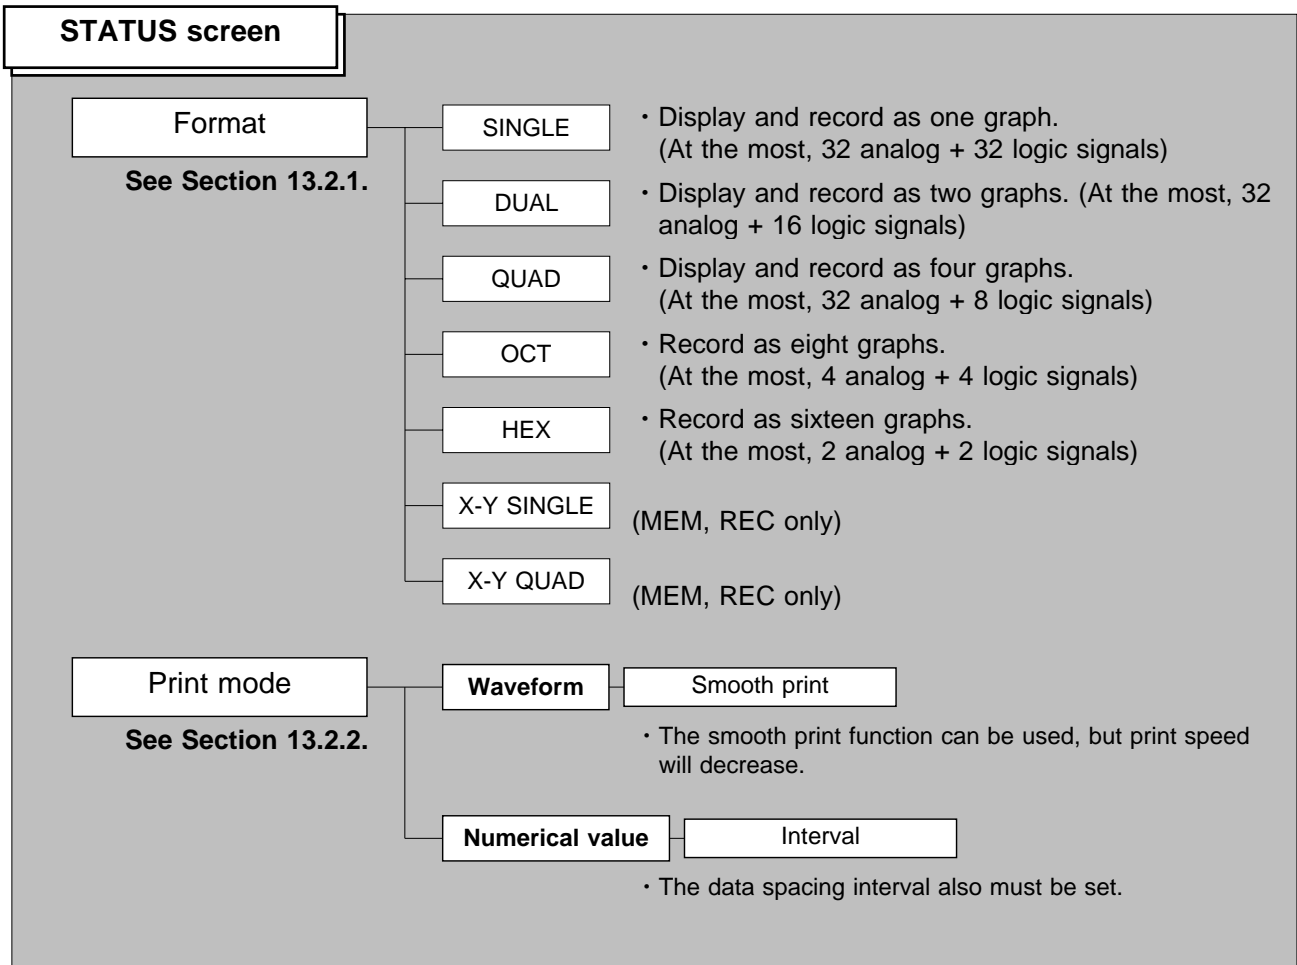 STATUS screen
Format
See Section 13.2.1.
SINGLE
・Display and record as one graph.
(At the most, 32 analog + 32 logic signals)
DUAL
・Display and record as two graphs. (At the most, 32
analog + 16 logic signals)
QUAD
・Display and record as four graphs.
(At the most, 32 analog + 8 logic signals)
OCT
・Record as eight graphs.
(At the most, 4 analog + 4 logic signals)
HEX
・Record as sixteen graphs.
(At the most, 2 analog + 2 logic signals)
X-Y SINGLE
(MEM, REC only)
X-Y QUAD
(MEM, REC only)
Print mode
See Section 13.2.2.
Waveform
Smooth print
・The smooth print function can be used, but print speed
will decrease.
Numerical value
Interval
・The data spacing interval also must be set.